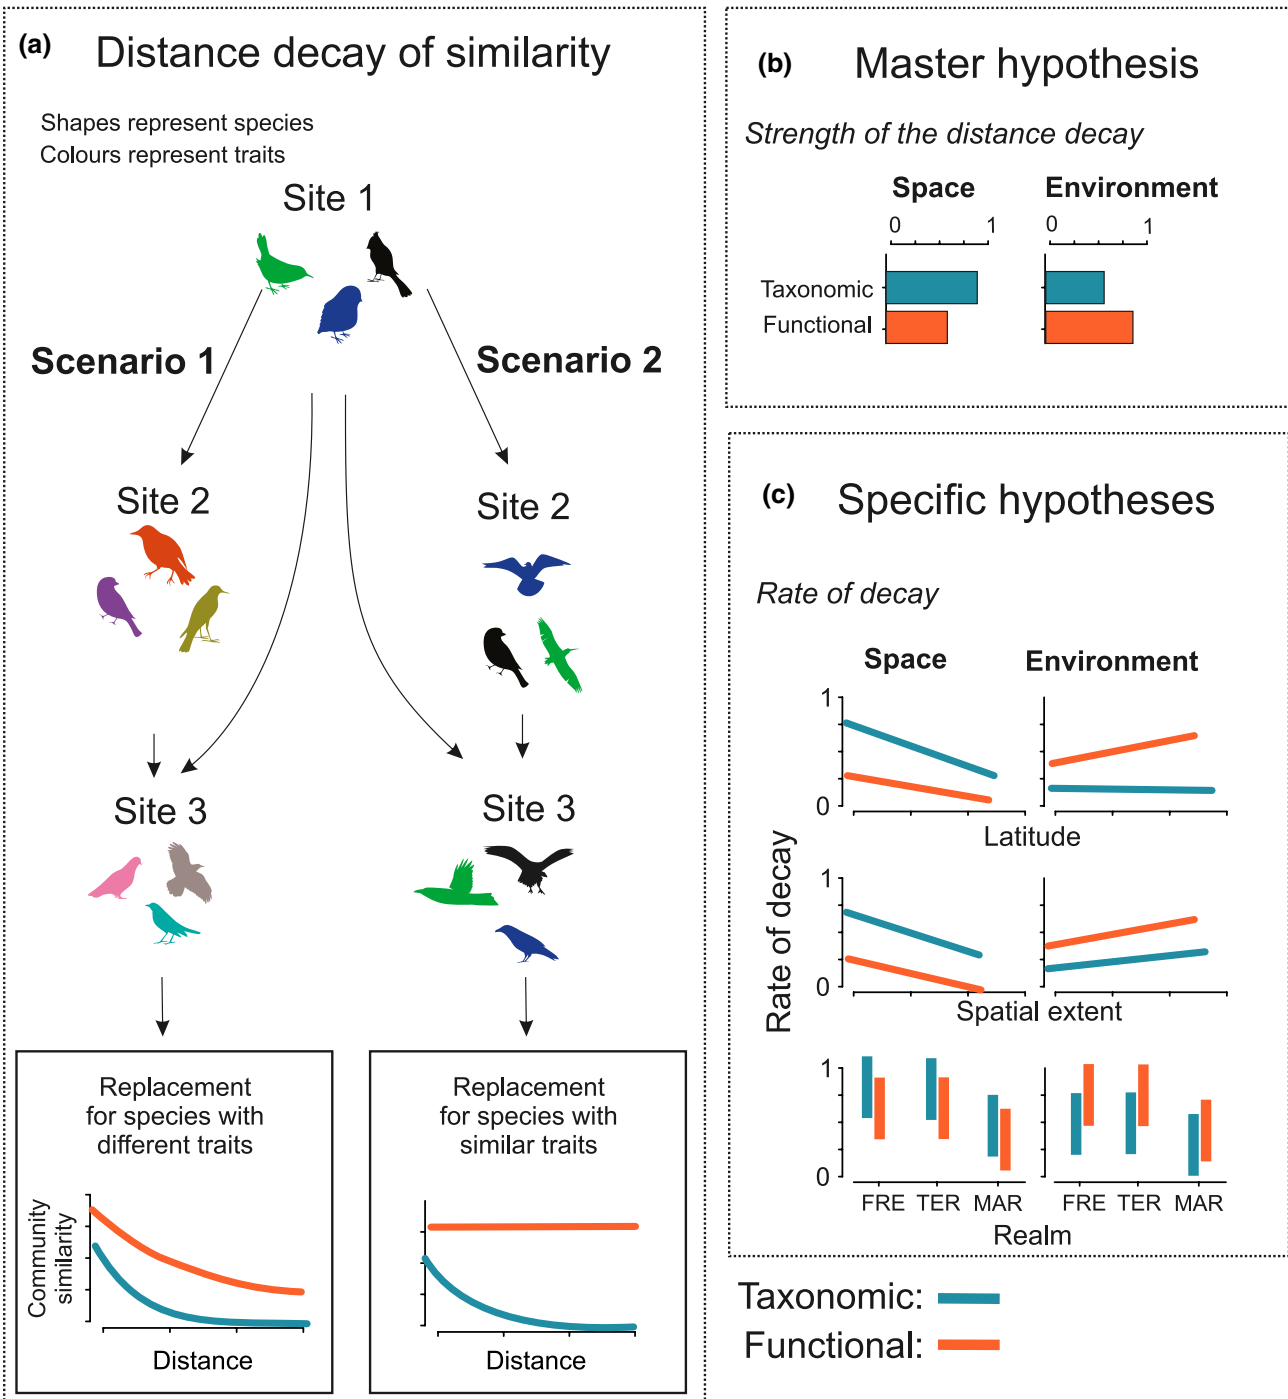 (a) Distance decay of similarity
Shapes represent species
Colours represent traits
Site 1
Scenario 1
Scenario 2
Site 2
Site 2
Site 3
Site 3
Replacement
for species with
different traits
Community
similarity
Distance
Replacement
for species with
similar traits
Distance
(b) Master hypothesis
Strength of the distance decay
Space
Environment
0 1
0 1
Taxonomic
Functional
(c) Specific hypotheses
Rate of decay
Space
Environment
Rate of decay
1
0
Latitude
1
0
Spatial extent
1
0
FRE TER MAR
FRE TER MAR
Realm
Taxonomic:
Functional: